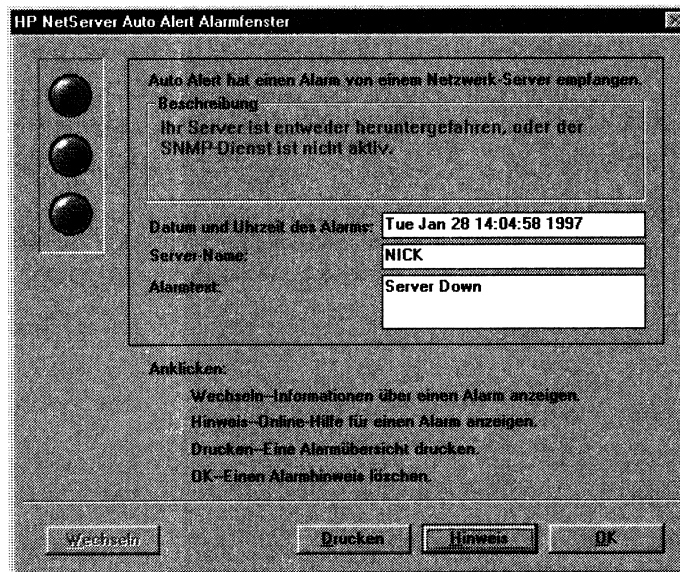 HP NetServer Auto Alert Alarmfenster
Auto Alert hat einen Alarm von einem Netzwerk-Server empfangen.
Beschreibung
Ihr Server ist entweder heruntergefahren, oder der
SNMP-Dienst ist nicht aktiv.
Datum und Uhrzeit des Alarms: Tue Jan 28 14:04:58 1997
Server-Name: NICK
Alarmtext: Server Down
Anklicken:
Wechseln--Informationen über einen Alarm anzeigen.
Hinweis--Online-Hilfe für einen Alarm anzeigen.
Drucken--Eine Alarmübersicht drucken.
OK--Einen Alarmhinweis löschen.
Wechseln Drucken Hinweis OK